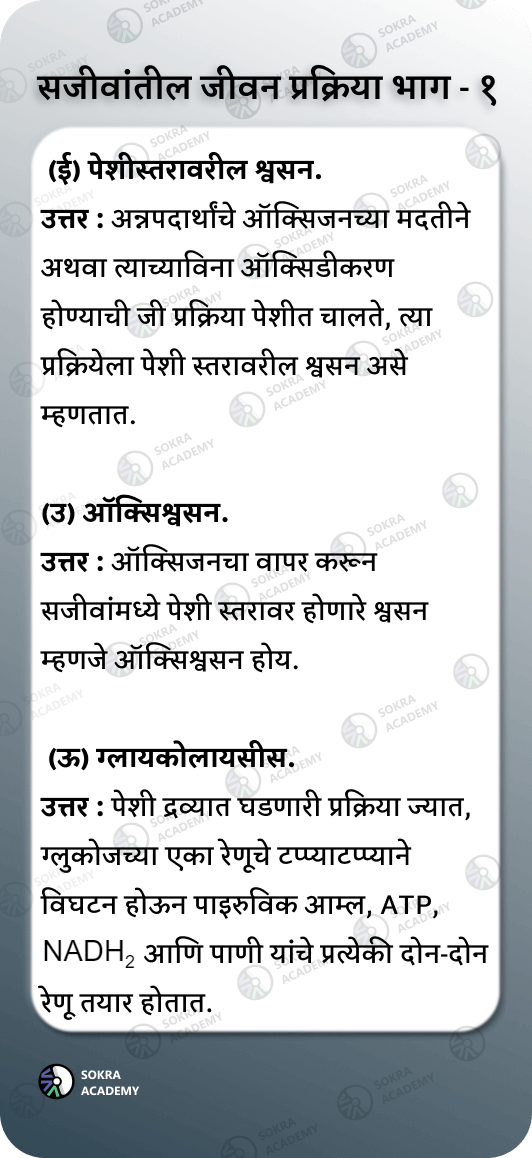 सजीवांतील जीवन प्रक्रिया भाग - १
(ई) पेशीस्तरावरील श्वसन.
उत्तर : अन्नपदार्थांचे ऑक्सिजनच्या मदतीने
अथवा त्याच्याविना ऑक्सिडीकरण
होण्याची जी प्रक्रिया पेशीत चालते, त्या
प्रक्रियेला पेशी स्तरावरील श्वसन असे
म्हणतात.
(उ) ऑक्सिश्वसन.
उत्तर : ऑक्सिजनचा वापर करून
सजीवांमध्ये पेशी स्तरावर होणारे श्वसन
म्हणजे ऑक्सिश्वसन होय.
(ऊ) ग्लायकोलायसीस.
उत्तर : पेशी द्रव्यात घडणारी प्रक्रिया ज्यात,
ग्लुकोजच्या एका रेणूचे टप्प्याटप्प्याने
विघटन होऊन पाइरुविक आम्ल, ATP,
NADH₂ आणि पाणी यांचे प्रत्येकी दोन-दोन
रेणू तयार होतात.
SOKRA
ACADEMY